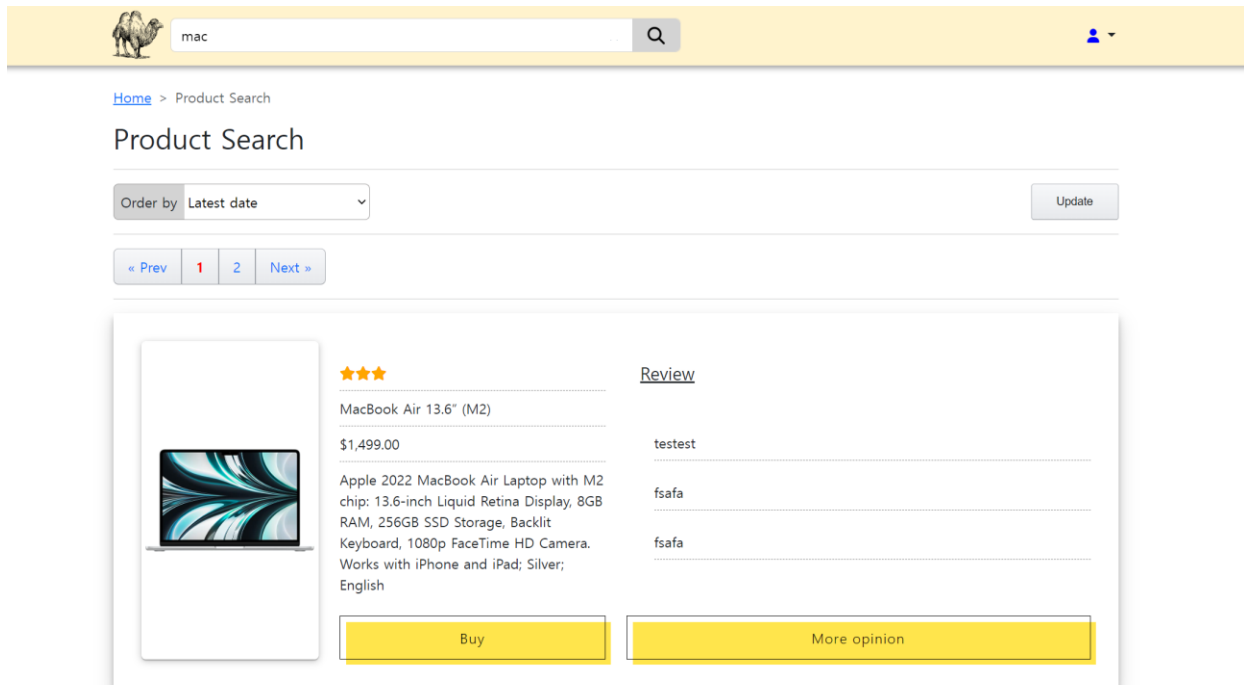 mac
Home > Product Search
Product Search
Order by Latest date
Update
« Prev 1 2 Next »
Review
MacBook Air 13.6” (M2)
$1,499.00
testest
Apple 2022 MacBook Air Laptop with M2
chip: 13.6-inch Liquid Retina Display, 8GB
RAM, 256GB SSD Storage, Backlit
Keyboard, 1080p FaceTime HD Camera.
Works with iPhone and iPad; Silver;
English
fsafa
fsafa
Buy
More opinion